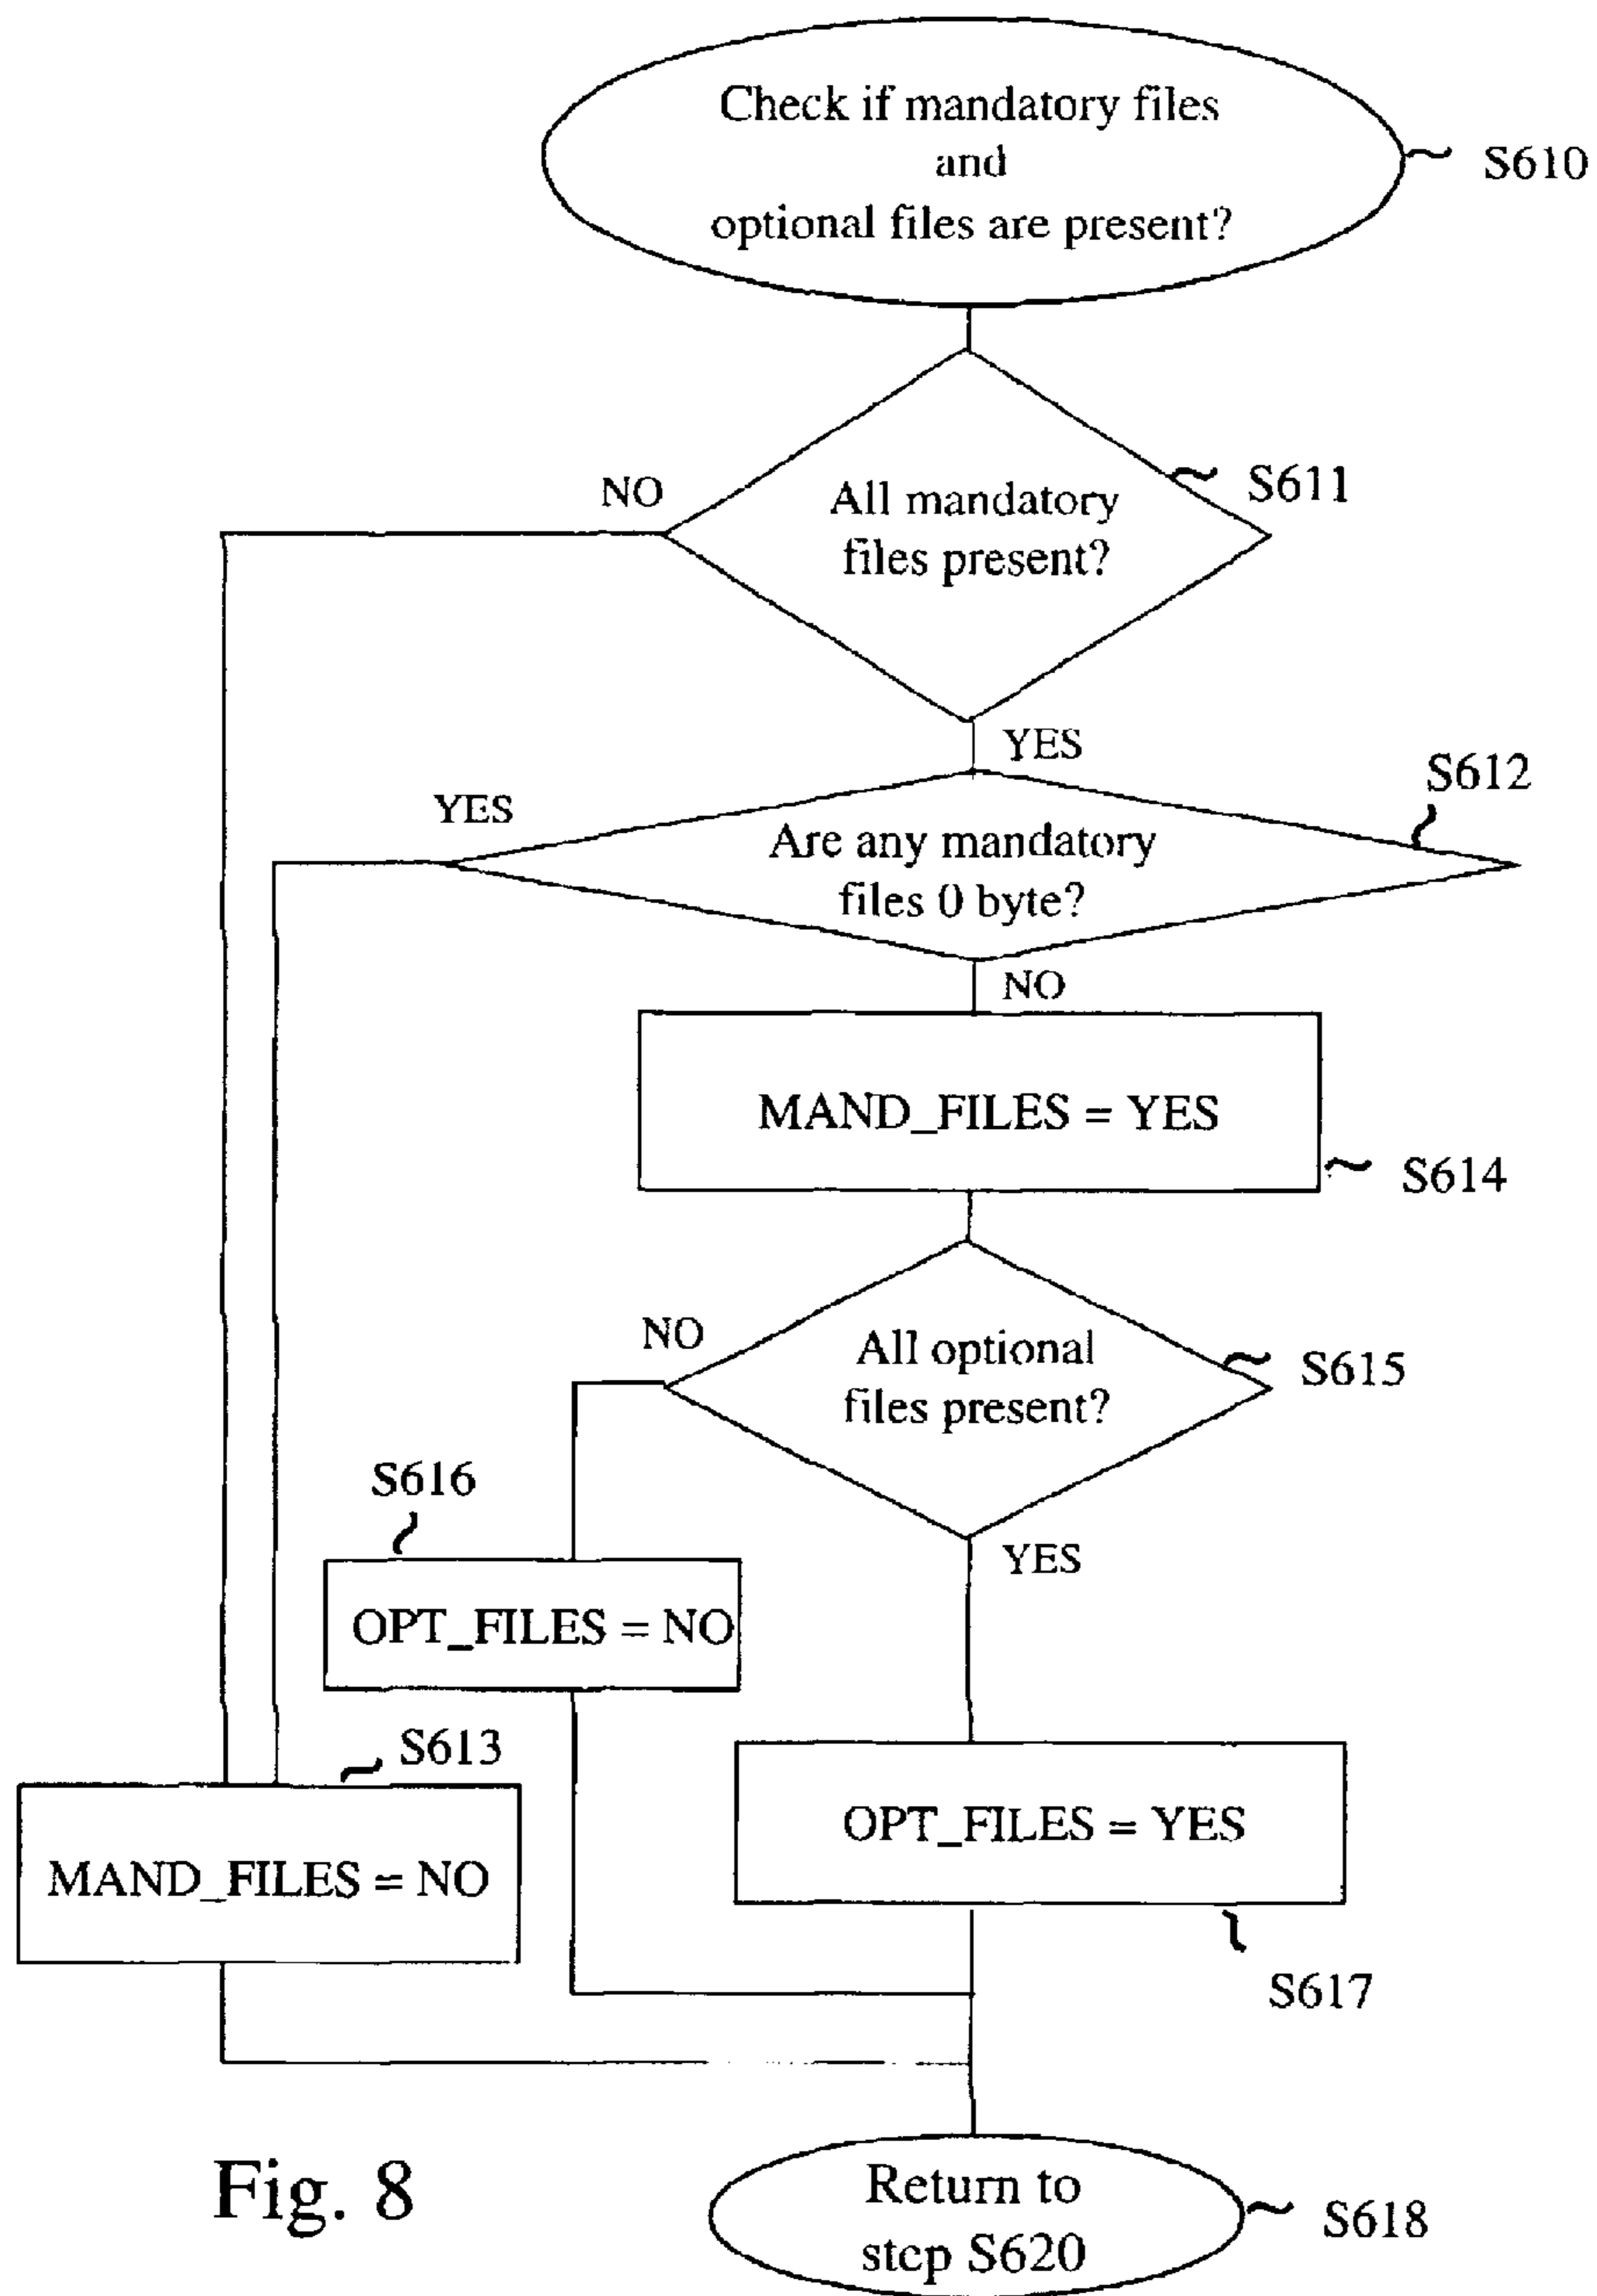 Check if mandatory files
and
optional files are present?
S610
All mandatory
files present?
S611
NO
YES
S612
YES
Are any mandatory
files 0 byte?
NO
MAND_FILES = YES
S614
NO
All optional
files present?
S615
S616
YES
OPT_FILES = NO
S613
OPT_FILES = YES
MAND_FILES = NO
S617
Fig. 8
Return to
step S620
S618